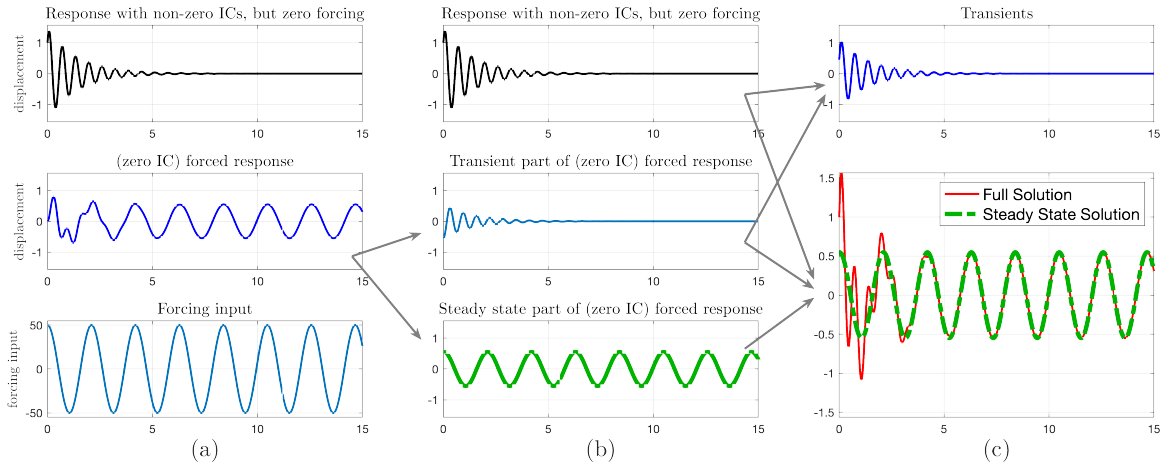 Response with non-zero ICs, but zero forcing
displacement
1
0
-1
0 5 10 15
(zero IC) forced response
displacement
1
0
-1
0 5 10 15
Forcing input
forcing input
50
0
-50
0 5 10 15
(a)
Response with non-zero ICs, but zero forcing
1
0
-1
0 5 10 15
Transient part of (zero IC) forced response
1
0
-1
0 5 10 15
Steady state part of (zero IC) forced response
1
0
-1
0 5 10 15
(b)
Transients
1
0
-1
0 5 10 15
Full Solution
Steady State Solution
1.5
1
0.5
0
-0.5
-1
-1.5
0 5 10 15
(c)